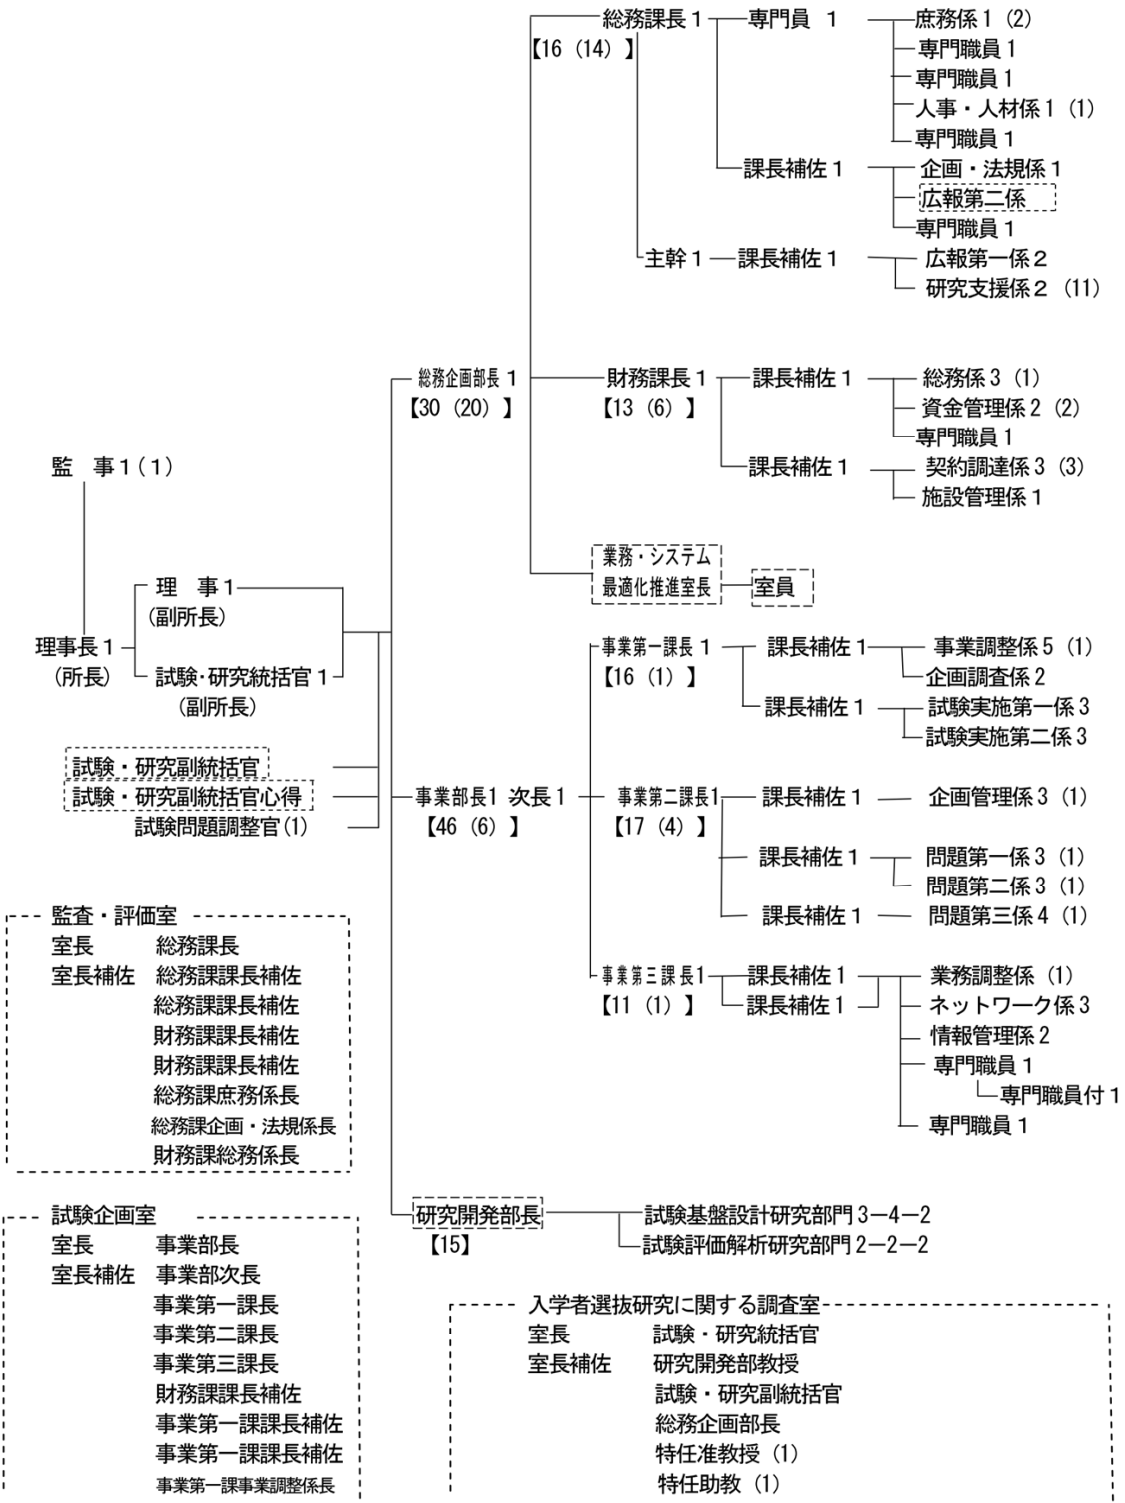 総務課長１ 専門員 １ 庶務係１（2）
【16（14）】 専門職員１
専門職員１
人事・人材係１（1）
専門職員１
課長補佐１ 企画・法規係１
広報第二係
専門職員１
主幹１ 課長補佐１ 広報第一係２
研究支援係２（11）
総務企画部長１ 財務課長１ 課長補佐１ 総務係３（1）
【30（20）】 【13（6）】 資金管理係２（2）
専門職員１
監 事１（１） 課長補佐１ 契約調達係３（3）
施設管理係１
業務・システム
最適化推進室長 室員
理 事１
（副所長）
理事長１ 事業第一課長１ 課長補佐１ 事業調整係５（1）
（所長） 試験・研究統括官１ 【16（1）】 企画調査係２
（副所長） 課長補佐１ 試験実施第一係３
試験実施第二係３
試験・研究副統括官
試験・研究副統括官心得 事業部長１ 次長１ 事業第二課長１ 課長補佐１ 企画管理係３（1）
試験問題調整官（1） 【46（6）】 【17（4）】
課長補佐１ 問題第一係３（1）
問題第二係３（1）
監査・評価室 課長補佐１ 問題第三係４（1）
室長 総務課長
室長補佐 総務課課長補佐 事業第三課長１ 課長補佐１ 業務調整係（1）
総務課課長補佐 【11（1）】 課長補佐１ ネットワーク係３
財務課課長補佐 情報管理係２
財務課課長補佐 専門職員１
総務課庶務係長 専門職員付１
総務課企画・法規係長 専門職員１
財務課総務係長
試験企画室 研究開発部長 試験基盤設計研究部門３－４－２
室長 事業部長 【15】 試験評価解析研究部門２－２－２
室長補佐 事業部次長
事業第一課長 入学者選抜研究に関する調査室
事業第二課長 室長 試験・研究統括官
事業第三課長 室長補佐 研究開発部教授
財務課課長補佐 試験・研究副統括官
事業第一課課長補佐 総務企画部長
事業第一課課長補佐 特任准教授（1）
事業第一課事業調整係長 特任助教（1）